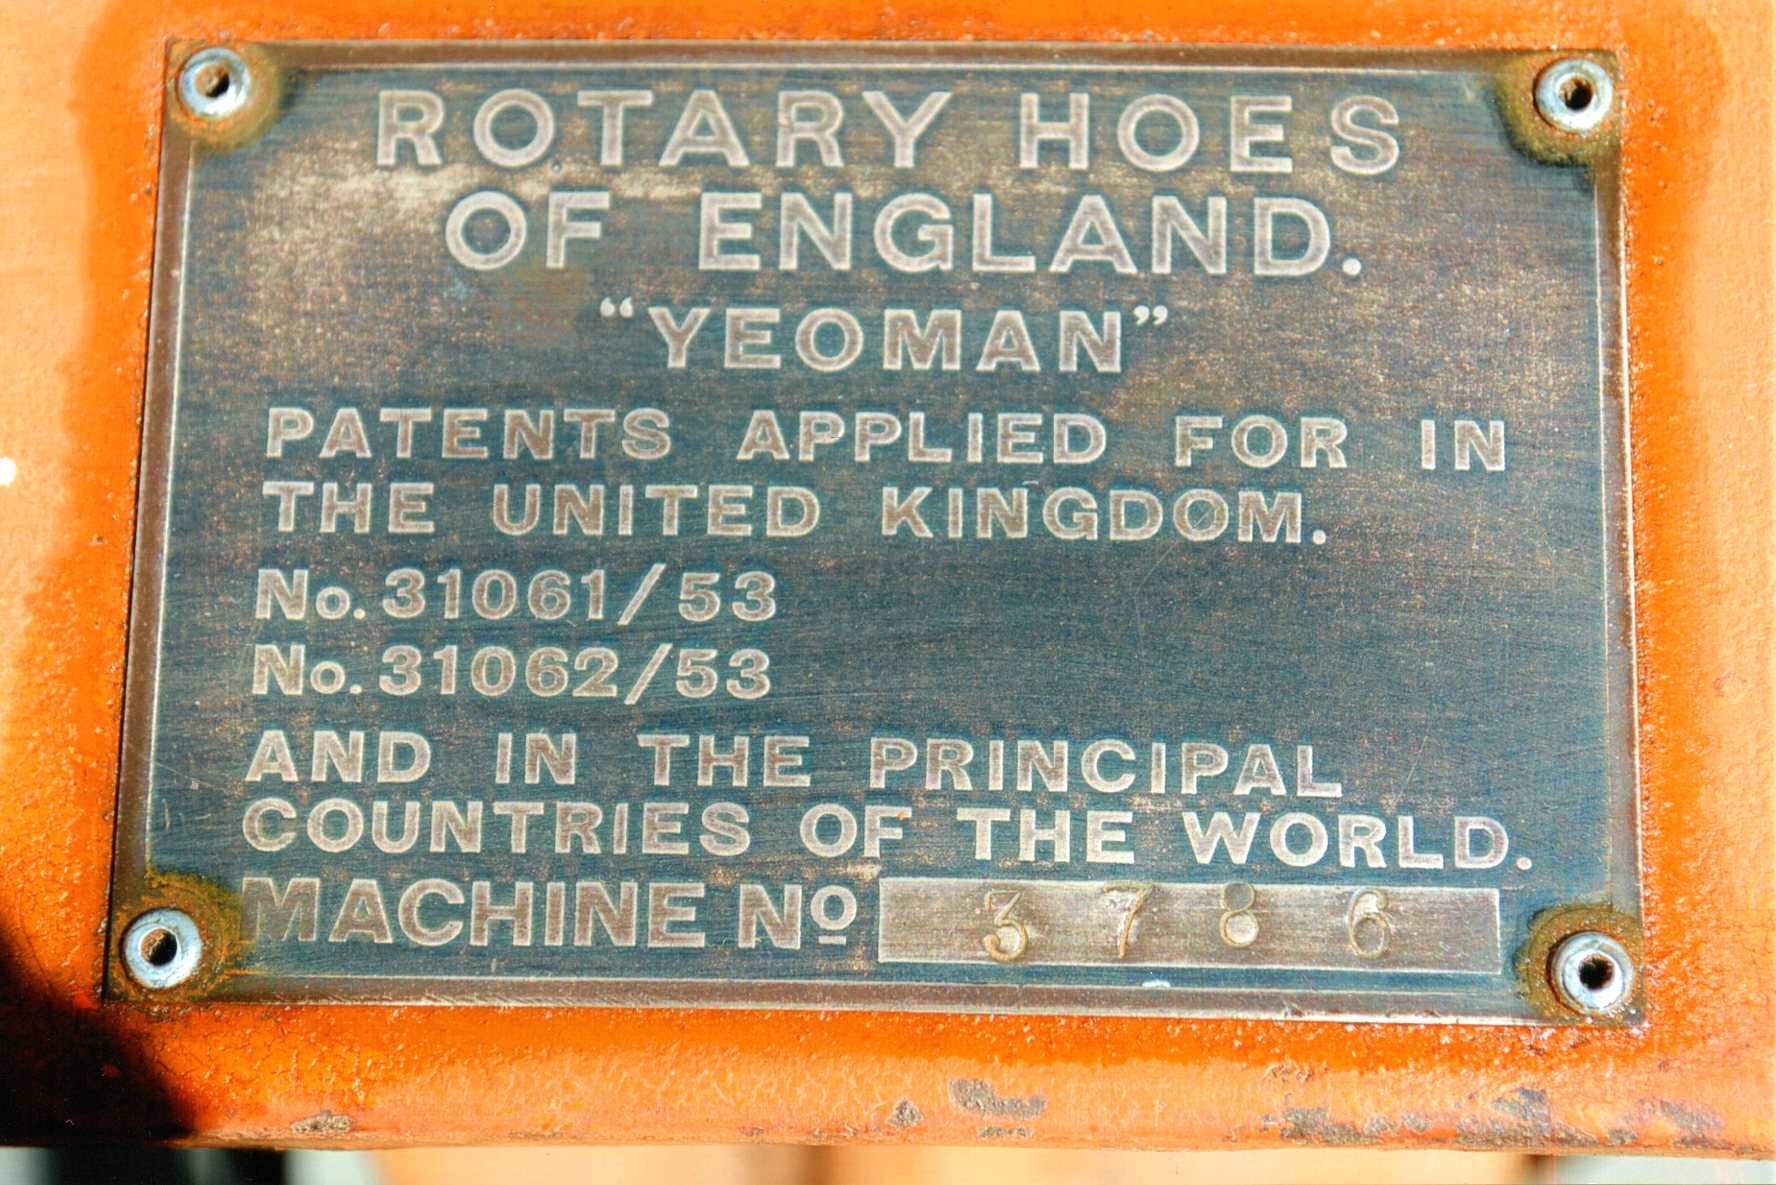 ROTARY HOES
OF ENGLAND.
“YEOMAN”
PATENTS APPLIED FOR IN
THE UNITED KINGDOM.
No. 31061/53
No. 31062/53
AND IN THE PRINCIPAL
COUNTRIES OF THE WORLD.
MACHINE Nº 3786